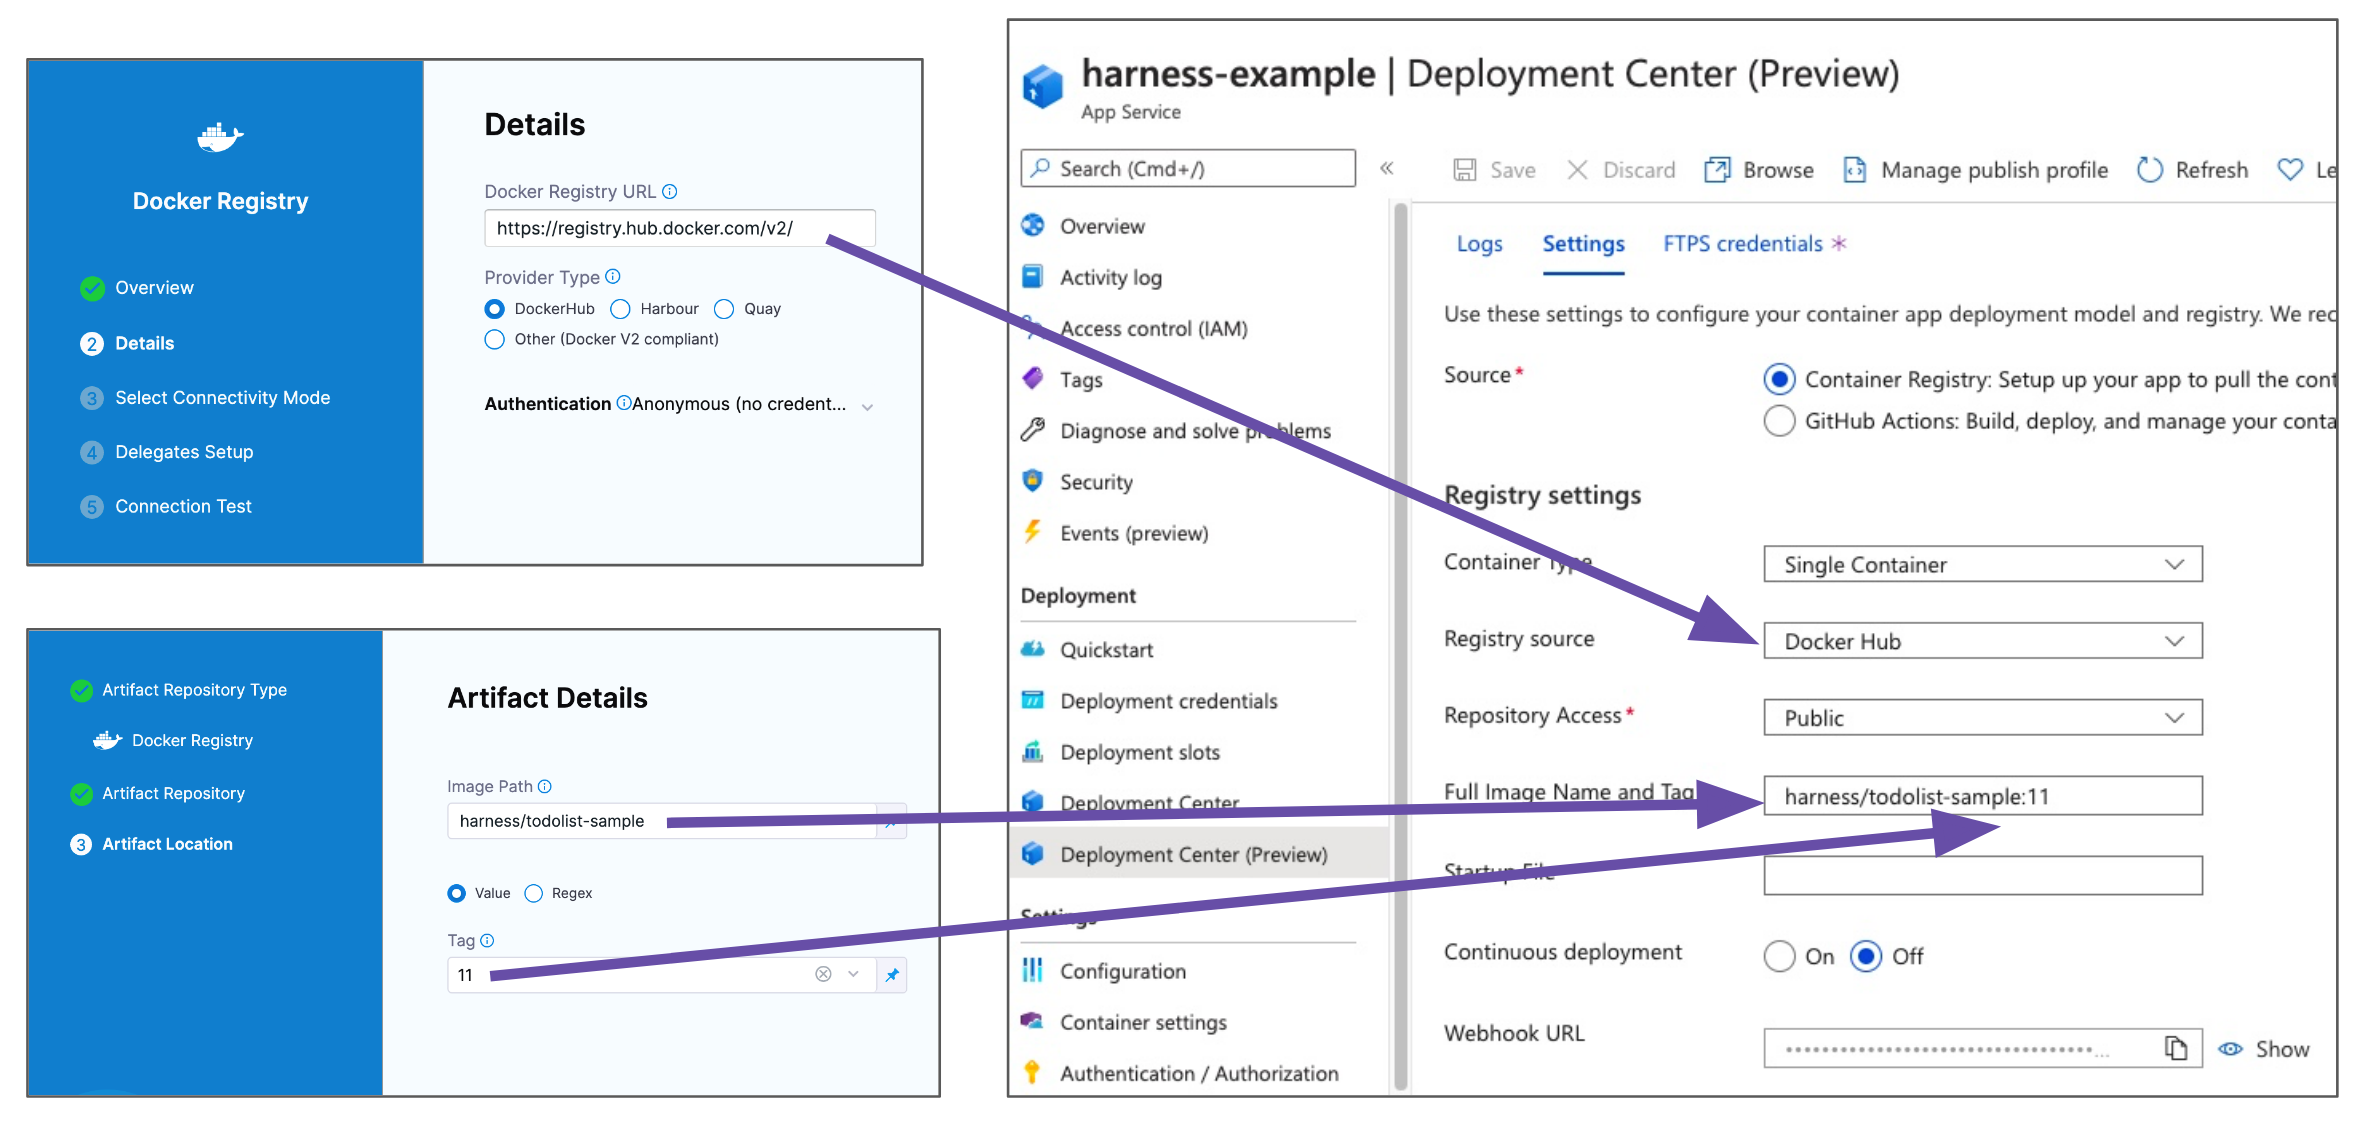 Docker Registry
Overview
2 Details
3 Select Connectivity Mode
4 Delegates Setup
5 Connection Test
Details
Docker Registry URL
https://registry.hub.docker.com/v2/
Provider Type
DockerHub Harbour Quay
Other (Docker V2 compliant)
Authentication Anonymous (no credent...
Artifact Repository Type
Docker Registry
Artifact Repository
3 Artifact Location
Artifact Details
Image Path
harness/todolist-sample
Value Regex
Tag
11
harness-example | Deployment Center (Preview)
App Service
Search (Cmd+/)
«
Save Discard Browse Manage publish profile Refresh Le
Overview
Activity log
Access control (IAM)
Tags
Diagnose and solve problems
Security
Events (preview)
Deployment
Quickstart
Deployment credentials
Deployment slots
Deployment Center
Deployment Center (Preview)
Settings
Configuration
Container settings
Authentication / Authorization
Logs Settings FTPS credentials *
Use these settings to configure your container app deployment model and registry. We rec
Source*
Container Registry: Setup up your app to pull the cont
GitHub Actions: Build, deploy, and manage your conta
Registry settings
Container Type
Single Container
Registry source
Docker Hub
Repository Access*
Public
Full Image Name and Tag
harness/todolist-sample:11
Startup File
Continuous deployment
On Off
Webhook URL
••••••••••••••••••••••••••••••••••... Show